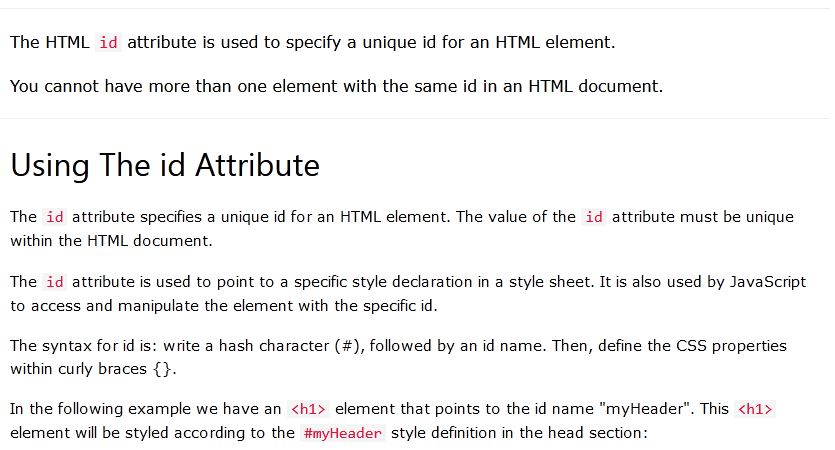 The HTML id attribute is used to specify a unique id for an HTML element.
You cannot have more than one element with the same id in an HTML document.
Using The id Attribute
The id attribute specifies a unique id for an HTML element. The value of the id attribute must be unique
within the HTML document.
The id attribute is used to point to a specific style declaration in a style sheet. It is also used by JavaScript
to access and manipulate the element with the specific id.
The syntax for id is: write a hash character (#), followed by an id name. Then, define the CSS properties
within curly braces {}.
In the following example we have an <h1> element that points to the id name "myHeader". This <h1>
element will be styled according to the #myHeader style definition in the head section: